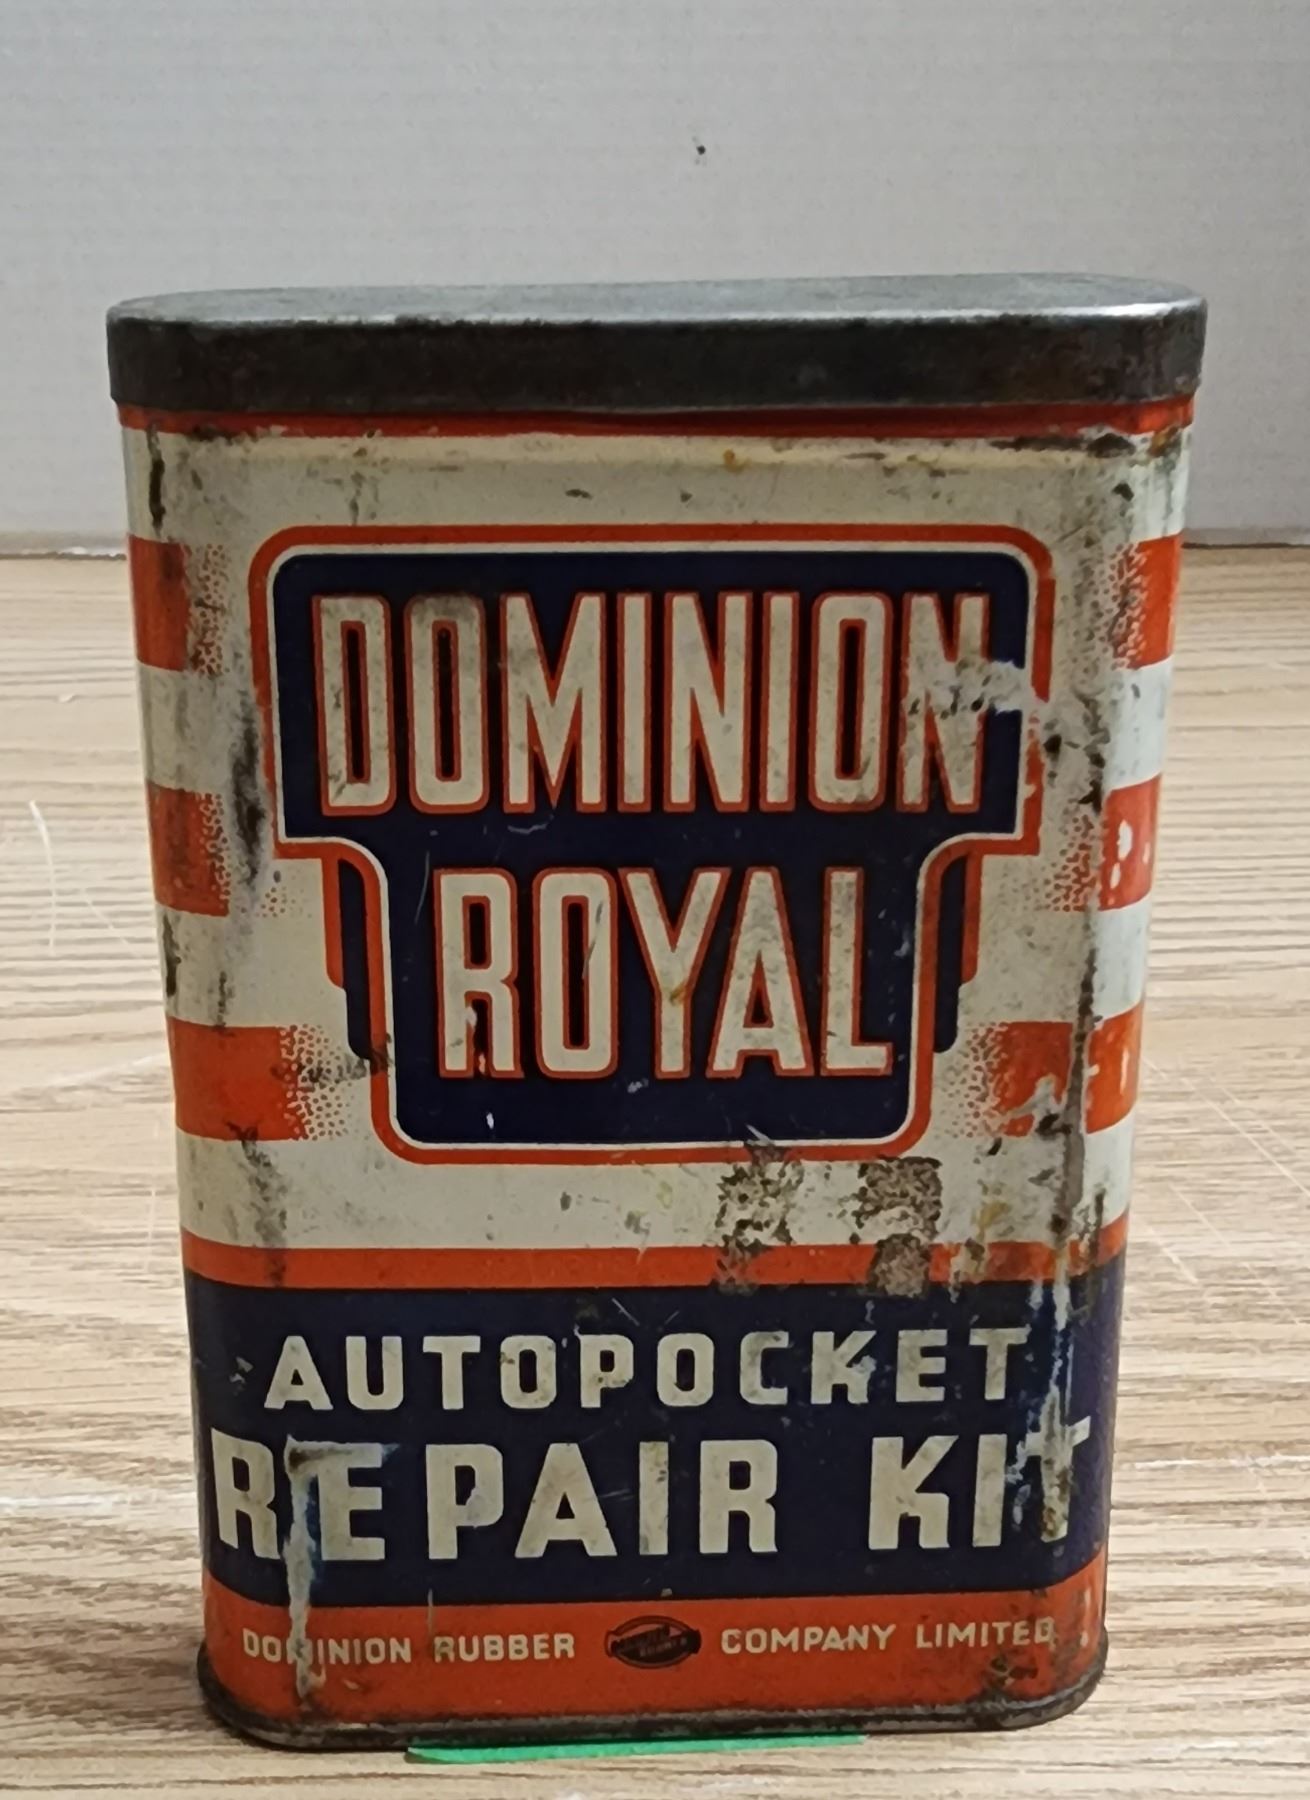 DOMINION
ROYAL
AUTOPOCKET
REPAIR KIT
DOMINION RUBBER COMPANY LIMITED